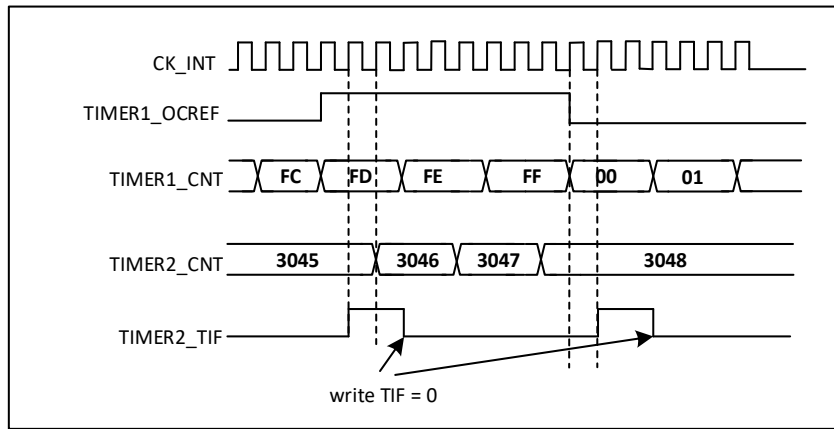 CK_INT
TIMER1_OCREF
TIMER1_CNT FC FD FE FF 00 01
TIMER2_CNT 3045 3046 3047 3048
TIMER2_TIF
write TIF = 0